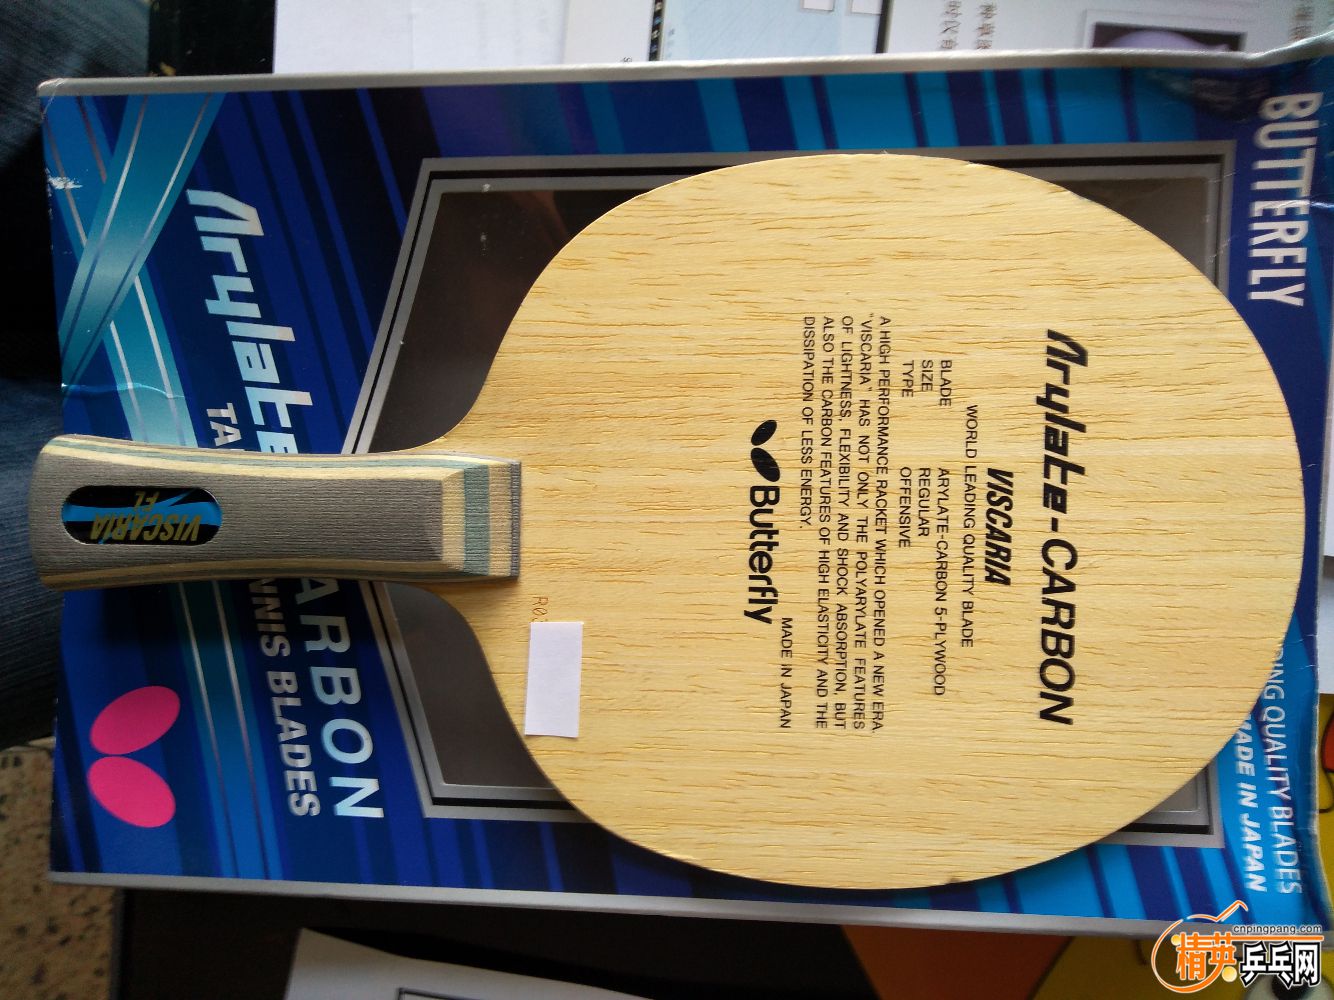 Arylate-CARBON
VISCARIA
WORLD LEADING QUALITY BLADE
BLADE ARYLATE-CARBON 5-PLYWOOD
SIZE REGULAR
TYPE OFFENSIVE
A HIGH PERFORMANCE RACKET WHICH OPENED A NEW ERA.
"VISCARIA" HAS NOT ONLY THE POLYARYLATE FEATURES
OF LIGHTNESS, FLEXIBILITY AND SHOCK ABSORPTION, BUT
ALSO THE CARBON FEATURES OF HIGH ELASTICITY AND THE
DISSIPATION OF LESS ENERGY.
MADE IN JAPAN
Butterfly
VISCARIA
FL
BUTTERFLY
QUALITY BLADES
MADE IN JAPAN
Arylate
ARBON
NNIS BLADES
cnpingpang.com
精英乒乓网